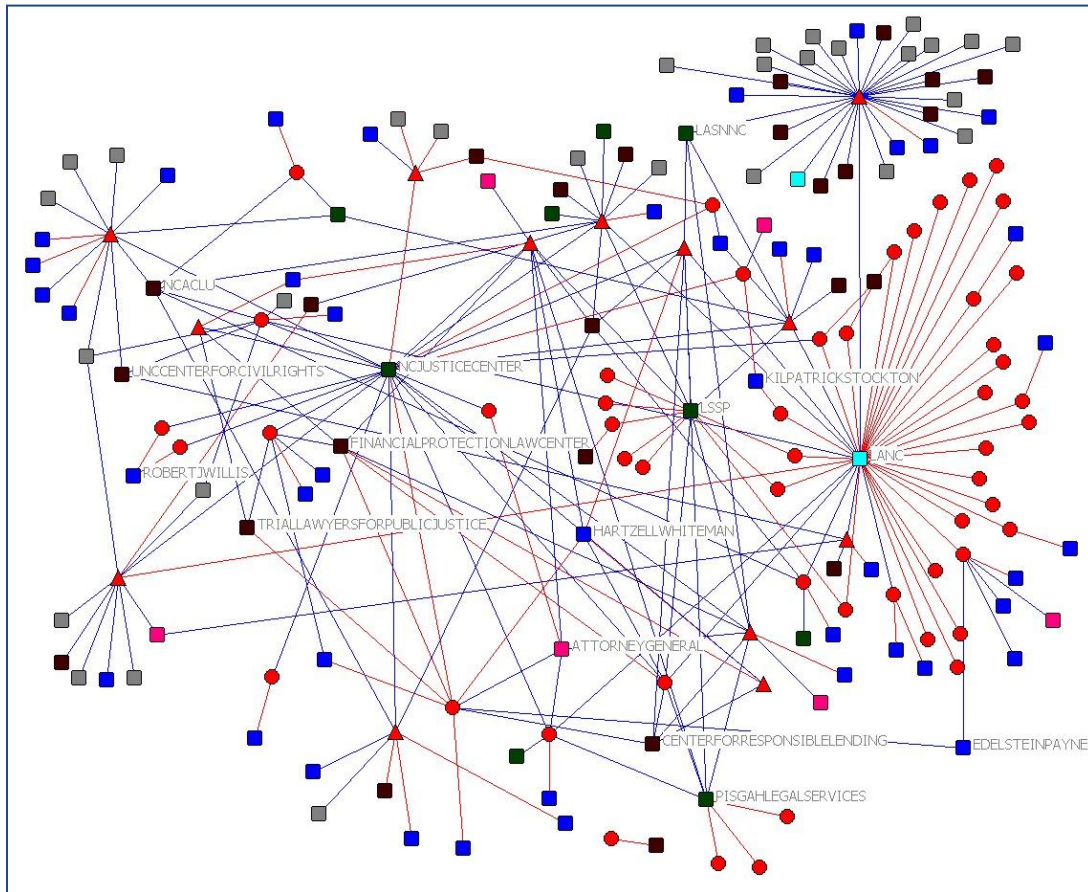 LASNNC
NCACLU
UNCCENTERFORCIVILRIGHTS
NCJUSTICECENTER
KILPATRICKSTOCKTON
LSSP
FINANCIALPROTECTIONLAWCENTER
LANC
ROBERTJWILLIS
TRIALLAWYERSFORPUBLICJUSTICE
HARTZELLWHITEMAN
ATTORNEYGENERAL
CENTERFORRESPONSIBLELENDING
EDELSTEINPAYNE
PISGAHLEGALSERVICES